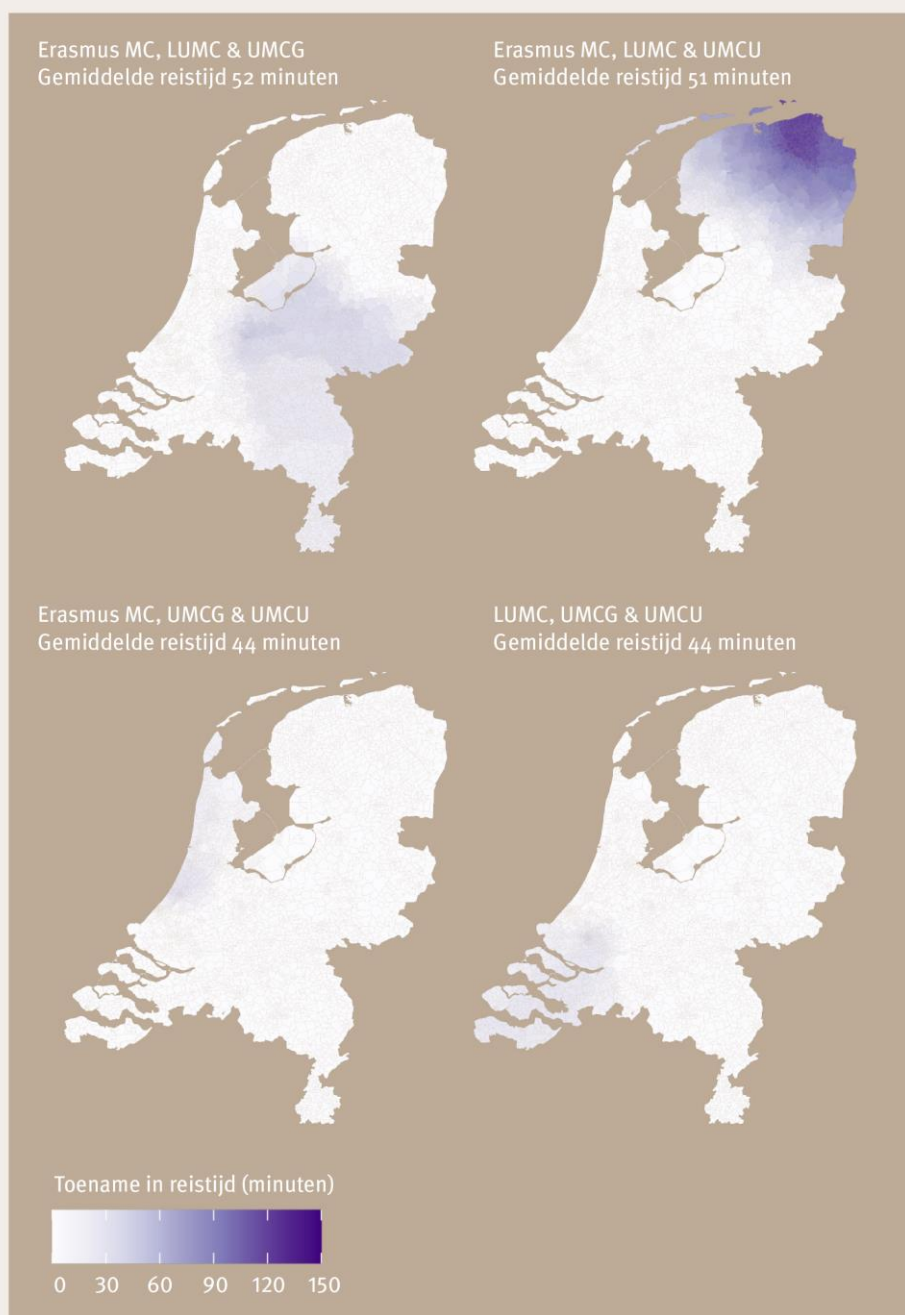 Erasmus MC, LUMC & UMCG
Gemiddelde reistijd 52 minuten
Erasmus MC, LUMC & UMCU
Gemiddelde reistijd 51 minuten
Erasmus MC, UMCG & UMCU
Gemiddelde reistijd 44 minuten
LUMC, UMCG & UMCU
Gemiddelde reistijd 44 minuten
Toename in reistijd (minuten)
0 30 60 90 120 150